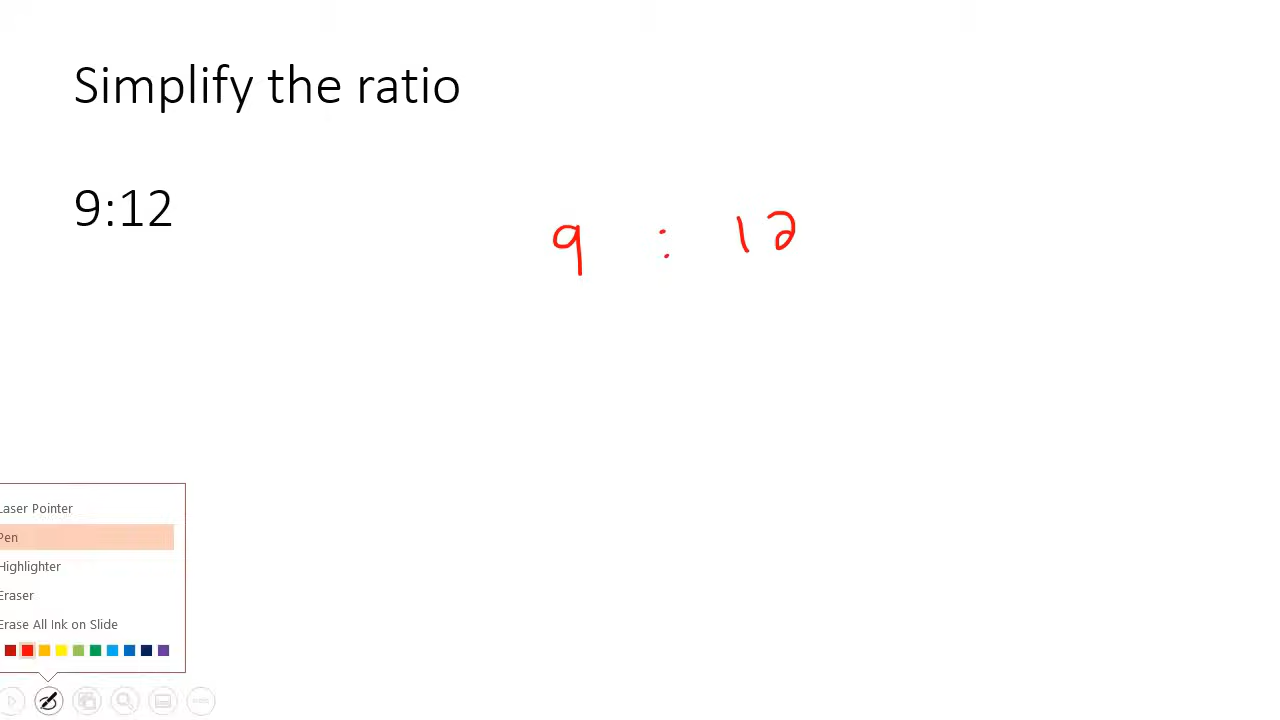 Simplify the ratio
9:12
9 : 12
Laser Pointer
Pen
Highlighter
Eraser
Erase All Ink on Slide